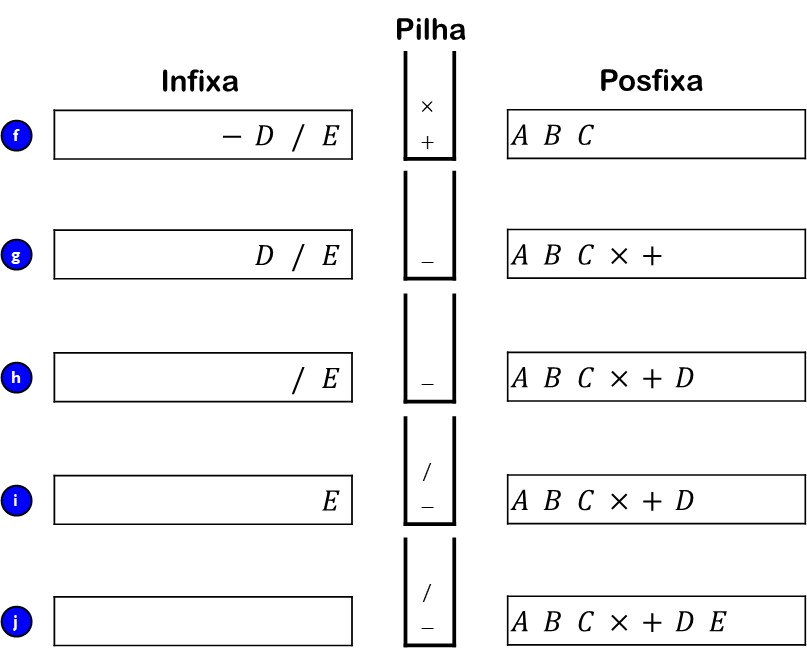 Pilha
Infixa Posfixa
×
f − D / E + A B C
g D / E − A B C × +
h / E − A B C × + D
/
i E − A B C × + D
/
j − A B C × + D E